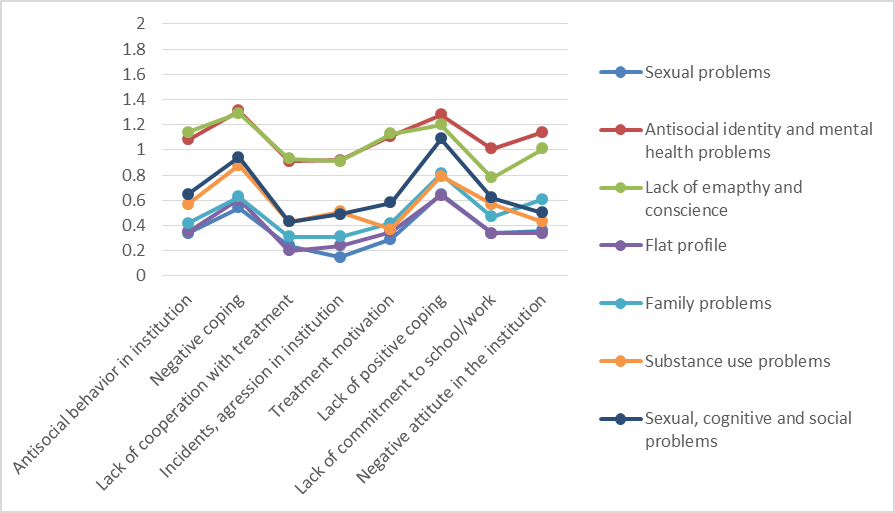 2
1.8
1.6
1.4
1.2
1
0.8
0.6
0.4
0.2
0
Antisocial behavior in institution
Negative coping
Lack of cooperation with treatment
Incidents, agression in institution
Treatment motivation
Lack of positive coping
Lack of commitment to school/work
Negative attitute in the institution
Sexual problems
Antisocial identity and mental
health problems
Lack of emapthy and
conscience
Flat profile
Family problems
Substance use problems
Sexual, cognitive and social
problems